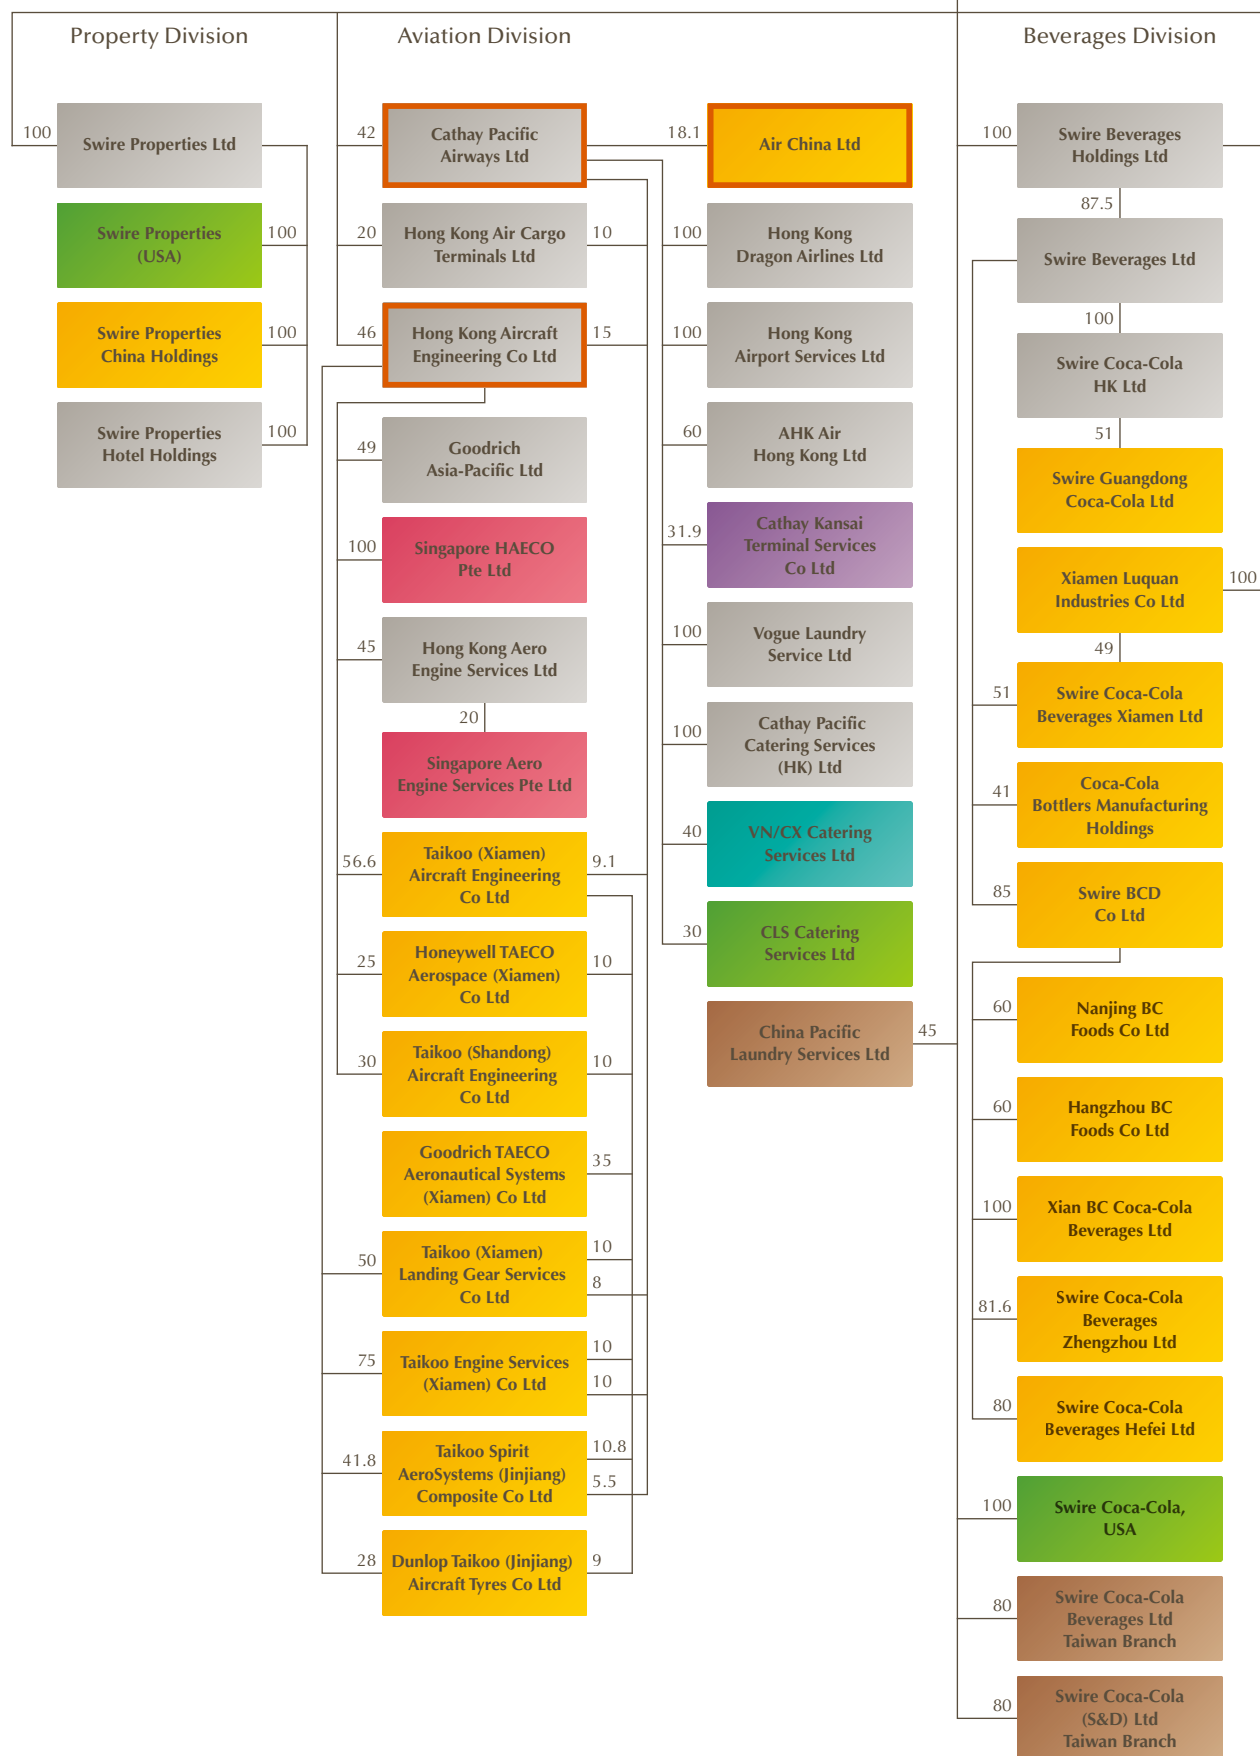 Property Division
Aviation Division
Beverages Division
100
Swire Properties Ltd
Swire Properties
(USA)
100
Swire Properties
China Holdings
100
Swire Properties
Hotel Holdings
100
42
Cathay Pacific
Airways Ltd
20
Hong Kong Air Cargo
Terminals Ltd
10
46
Hong Kong Aircraft
Engineering Co Ltd
15
49
Goodrich
Asia-Pacific Ltd
100
Singapore HAECO
Pte Ltd
45
Hong Kong Aero
Engine Services Ltd
20
Singapore Aero
Engine Services Pte Ltd
56.6
Taikoo (Xiamen)
Aircraft Engineering
Co Ltd
9.1
25
Honeywell TAECO
Aerospace (Xiamen)
Co Ltd
10
30
Taikoo (Shandong)
Aircraft Engineering
Co Ltd
10
Goodrich TAECO
Aeronautical Systems
(Xiamen) Co Ltd
35
50
Taikoo (Xiamen)
Landing Gear Services
Co Ltd
10
8
75
Taikoo Engine Services
(Xiamen) Co Ltd
10
10
41.8
Taikoo Spirit
AeroSystems (Jinjiang)
Composite Co Ltd
10.8
5.5
28
Dunlop Taikoo (Jinjiang)
Aircraft Tyres Co Ltd
9
18.1
Air China Ltd
100
Hong Kong
Dragon Airlines Ltd
100
Hong Kong
Airport Services Ltd
60
AHK Air
Hong Kong Ltd
31.9
Cathay Kansai
Terminal Services
Co Ltd
100
Vogue Laundry
Service Ltd
100
Cathay Pacific
Catering Services
(HK) Ltd
40
VN/CX Catering
Services Ltd
30
CLS Catering
Services Ltd
China Pacific
Laundry Services Ltd
45
100
Swire Beverages
Holdings Ltd
87.5
Swire Beverages Ltd
100
Swire Coca-Cola
HK Ltd
51
Swire Guangdong
Coca-Cola Ltd
Xiamen Luquan
Industries Co Ltd
100
49
51
Swire Coca-Cola
Beverages Xiamen Ltd
41
Coca-Cola
Bottlers Manufacturing
Holdings
85
Swire BCD
Co Ltd
60
Nanjing BC
Foods Co Ltd
60
Hangzhou BC
Foods Co Ltd
100
Xian BC Coca-Cola
Beverages Ltd
81.6
Swire Coca-Cola
Beverages
Zhengzhou Ltd
80
Swire Coca-Cola
Beverages Hefei Ltd
100
Swire Coca-Cola,
USA
80
Swire Coca-Cola
Beverages Ltd
Taiwan Branch
80
Swire Coca-Cola
(S&D) Ltd
Taiwan Branch